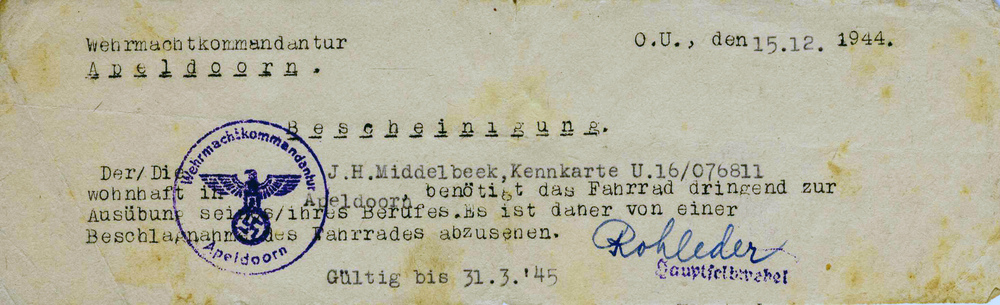 Wehrmachtkommandantur
O.U., den 15.12. 1944.
Apeldoorn.
Bescheinigung.
Der/Die J.H.Middelbeek,Kennkarte U.16/076811
wohnhaft in Apeldoorn benötigt das Fahrrad dringend zur
Ausübung seines/ihres Berufes.Es ist daher von einer
Beschlagnahme des Fahrrades abzusehen.
Rohleder
Hauptfeldwebel
Gültig bis 31.3.'45
Wehrmachtkommandantur
Apeldoorn